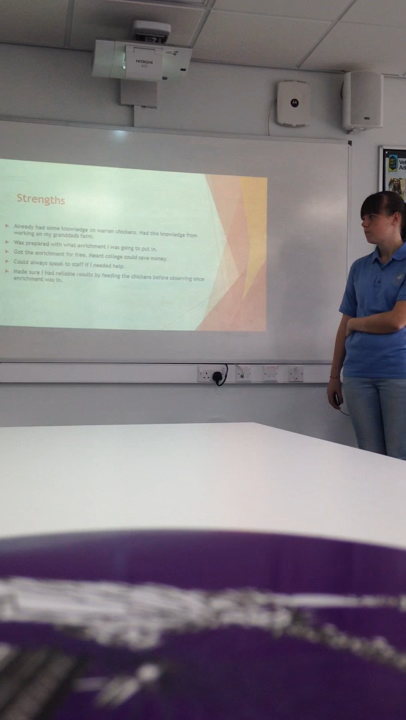 HITACHI
Strengths
Already had some knowledge on warren chickens. Had this knowledge from
working on my granddads farm.
Was prepared with what enrichment I was going to put in.
Got the enrichment for free. Means college could save money.
Could always speak to staff if I needed help.
Made sure I had reliable results by feeding the chickens before observing once
enrichment was in.